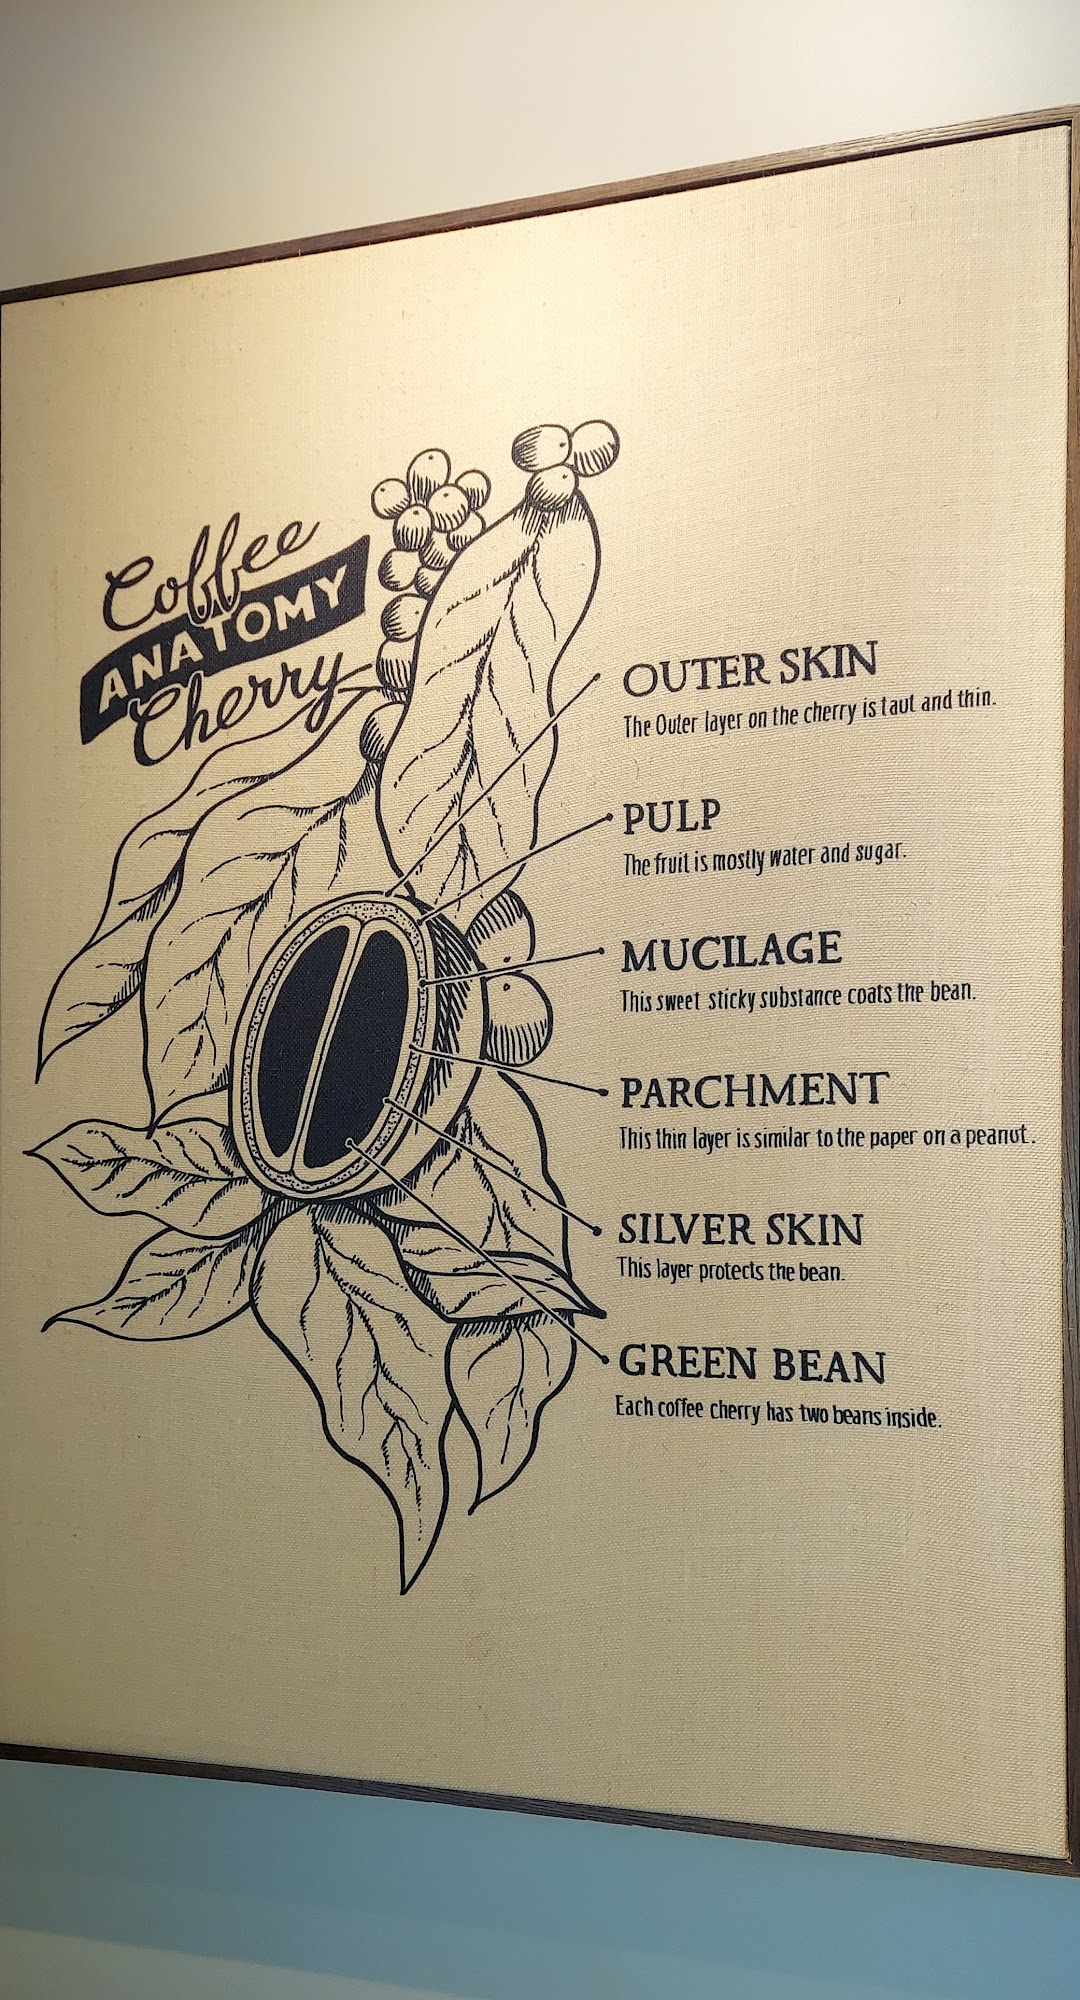 Coffee
ANATOMY
Cherry
OUTER SKIN
The Outer layer on the cherry is taut and thin.
PULP
The fruit is mostly water and sugar.
MUCILAGE
This sweet sticky substance coats the bean.
PARCHMENT
This thin layer is similar to the paper on a peanut.
SILVER SKIN
This layer protects the bean.
GREEN BEAN
Each coffee cherry has two beans inside.